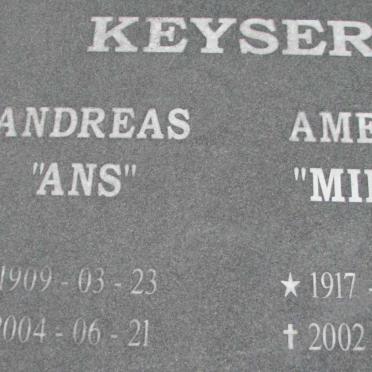 KEYSER
ANDREAS
"ANS"
1909 - 03 - 23
2004 - 06 - 21
AME
"MI
★ 1917 -
✝ 2002